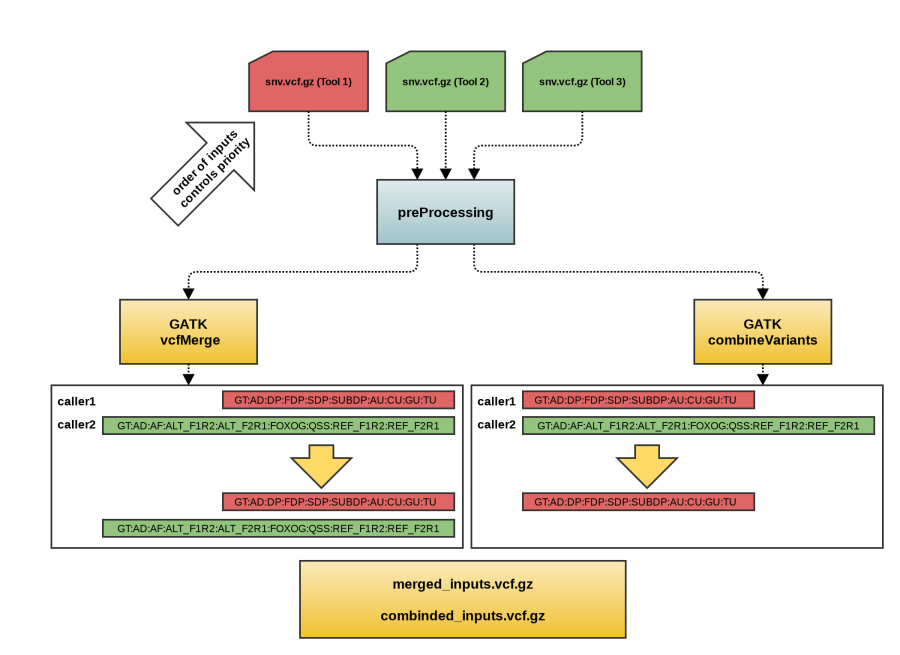 snv.vcf.gz (Tool 1)
snv.vcf.gz (Tool 2)
snv.vcf.gz (Tool 3)
order of inputs
controls priority
preProcessing
GATK
vcfMerge
GATK
combineVariants
caller1
GT:AD:DP:FDP:SDP:SUBDP:AU:CU:GU:TU
caller2
GT:AD:AF:ALT_F1R2:ALT_F2R1:FOXOG:QSS:REF_F1R2:REF_F2R1
GT:AD:DP:FDP:SDP:SUBDP:AU:CU:GU:TU
GT:AD:AF:ALT_F1R2:ALT_F2R1:FOXOG:QSS:REF_F1R2:REF_F2R1
caller1
GT:AD:DP:FDP:SDP:SUBDP:AU:CU:GU:TU
caller2
GT:AD:AF:ALT_F1R2:ALT_F2R1:FOXOG:QSS:REF_F1R2:REF_F2R1
GT:AD:DP:FDP:SDP:SUBDP:AU:CU:GU:TU
merged_inputs.vcf.gz
combinded_inputs.vcf.gz